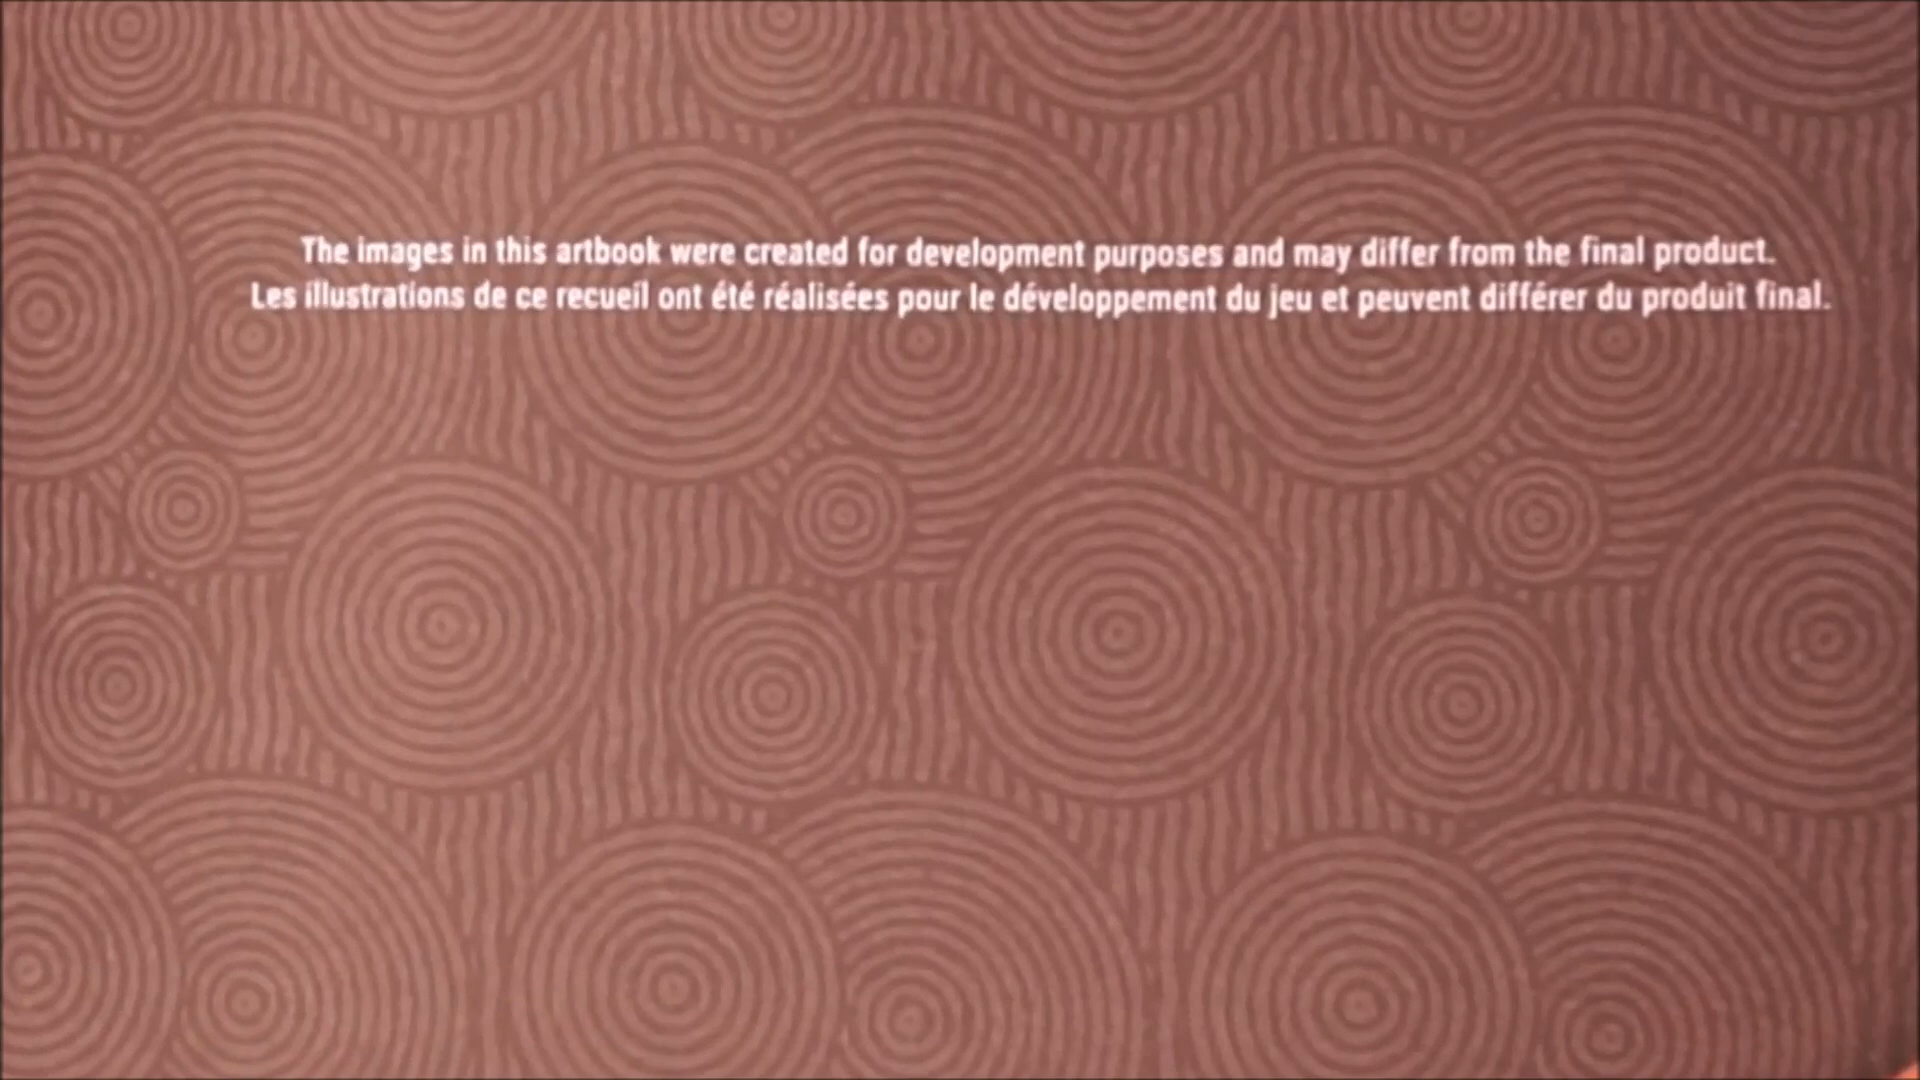 The images in this artbook were created for development purposes and may differ from the final product.
Les illustrations de ce recueil ont été réalisées pour le développement du jeu et peuvent différer du produit final.